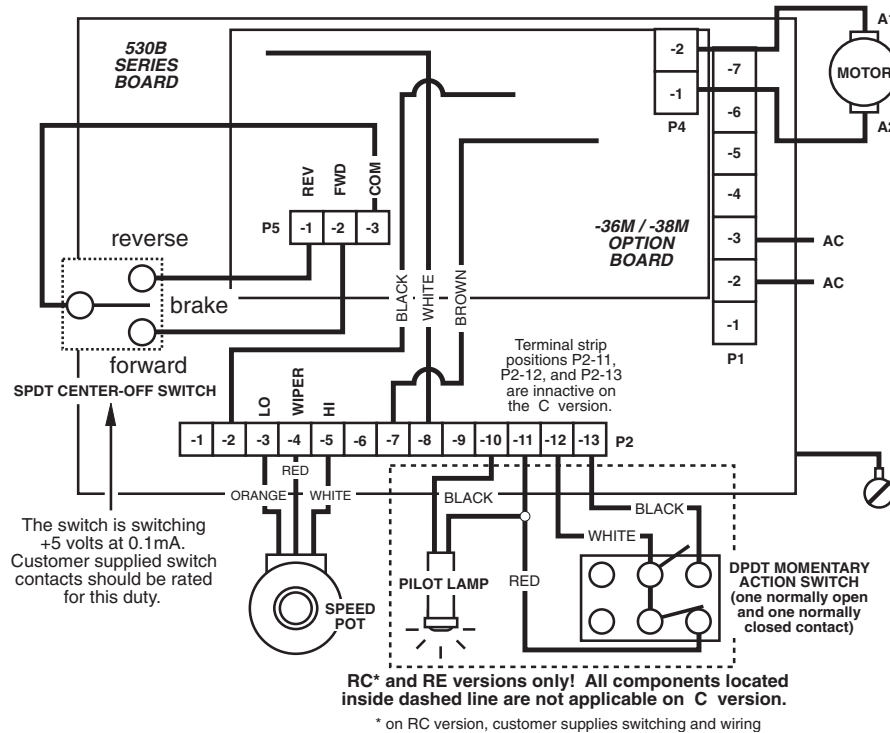 530B
SERIES
BOARD
-2
-1
P4
-7
-6
-5
-4
-3
-2
-1
P1
A1
MOTOR
A2
AC
AC
REV
FWD
COM
P5
-1
-2
-3
-36M / -38M
OPTION
BOARD
reverse
brake
forward
SPDT CENTER-OFF SWITCH
BLACK
WHITE
BROWN
Terminal strip
positions P2-11,
P2-12, and P2-13
are innactive on
the C version.
LO
WIPER
HI
-1
-2
-3
-4
-5
-6
-7
-8
-9
-10
-11
-12
-13
P2
RED
ORANGE
WHITE
BLACK
BLACK
WHITE
The switch is switching
+5 volts at 0.1mA.
Customer supplied switch
contacts should be rated
for this duty.
SPEED
POT
PILOT LAMP
RED
DPDT MOMENTARY
ACTION SWITCH
(one normally open
and one normally
closed contact)
RC* and RE versions only! All components located
inside dashed line are not applicable on C version.
* on RC version, customer supplies switching and wiring